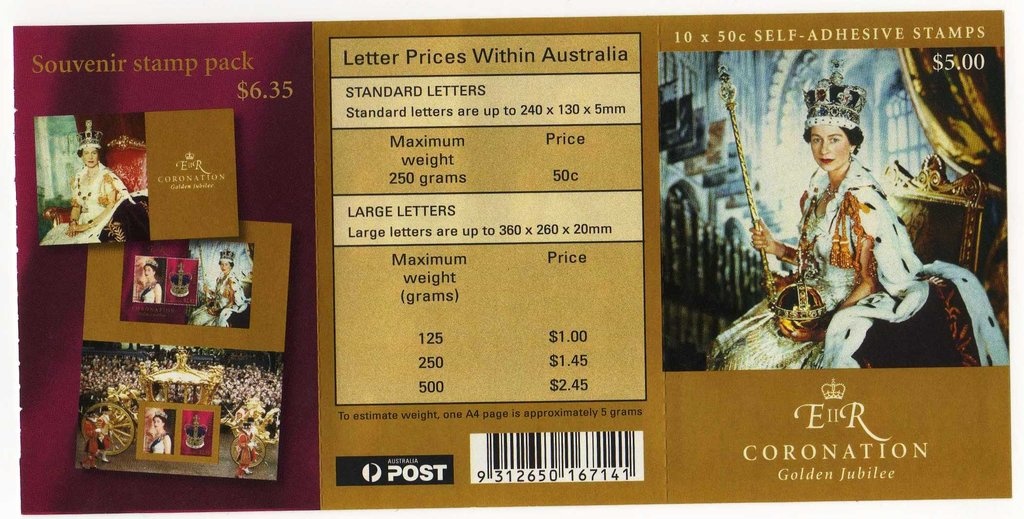 Souvenir stamp pack
$6.35
EIIR
CORONATION
Golden Jubilee
CORONATION
Letter Prices Within Australia
STANDARD LETTERS
Standard letters are up to 240 x 130 x 5mm
Maximum weight Price
250 grams 50c
LARGE LETTERS
Large letters are up to 360 x 260 x 20mm
Maximum weight (grams) Price
125 $1.00
250 $1.45
500 $2.45
To estimate weight, one A4 page is approximately 5 grams
AUSTRALIA
POST
9 312650 167141
10 x 50c SELF-ADHESIVE STAMPS
$5.00
EIIR
CORONATION
Golden Jubilee